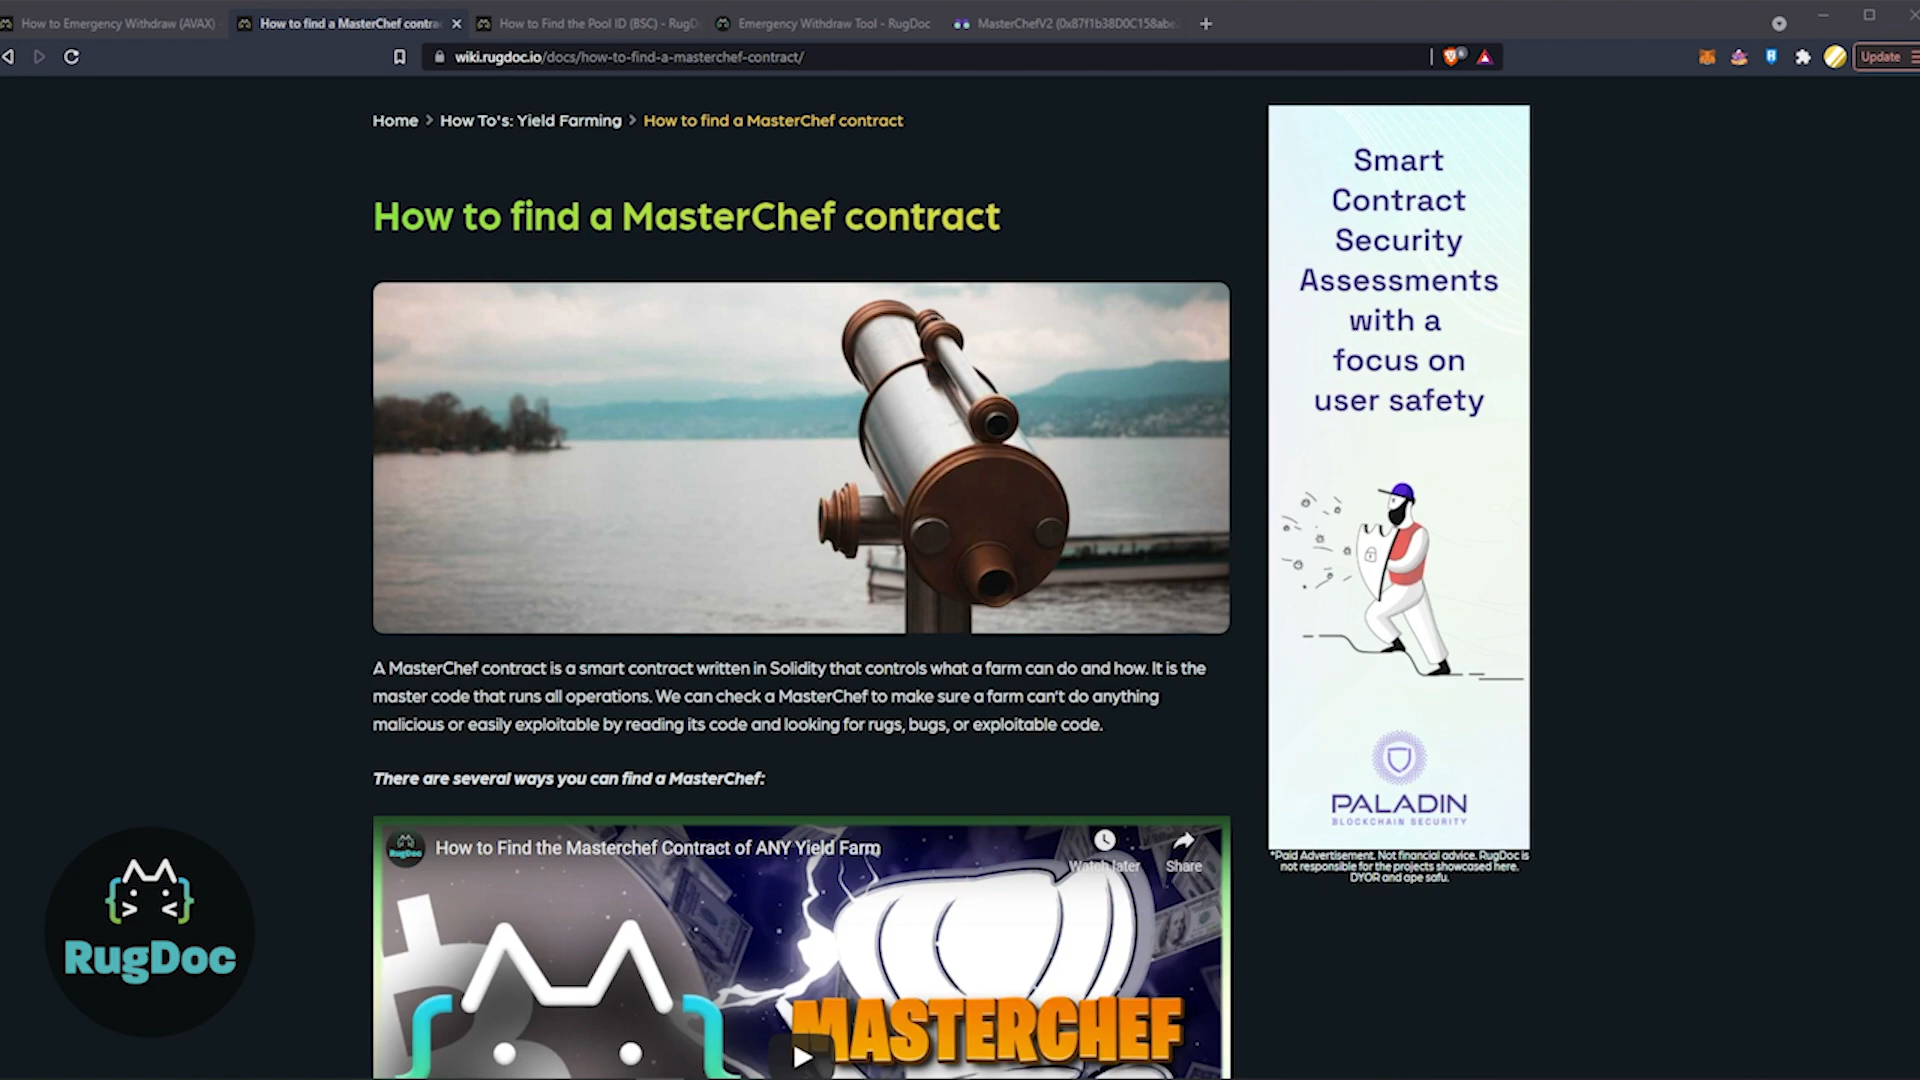 How to Emergency Withdraw (AVAX)
How to find a MasterChef contra
How to Find the Pool ID (BSC) - RugD
Emergency Withdraw Tool - RugDoc
MasterChefV2 (0x87f1b38D0C158abe
wiki.rugdoc.io/docs/how-to-find-a-masterchef-contract/
Update
Home > How To's: Yield Farming > How to find a MasterChef contract
How to find a MasterChef contract
A MasterChef contract is a smart contract written in Solidity that controls what a farm can do and how. It is the
master code that runs all operations. We can check a MasterChef to make sure a farm can't do anything
malicious or easily exploitable by reading its code and looking for rugs, bugs, or exploitable code.
There are several ways you can find a MasterChef:
RugDoc
How to Find the Masterchef Contract of ANY Yield Farm
Watch later
Share
MASTERCHEF
Smart
Contract
Security
Assessments
with a
focus on
user safety
PALADIN
BLOCKCHAIN SECURITY
*Paid Advertisement. Not financial advice. RugDoc is
not responsible for the projects showcased here.
DYOR and ape safu.
RugDoc